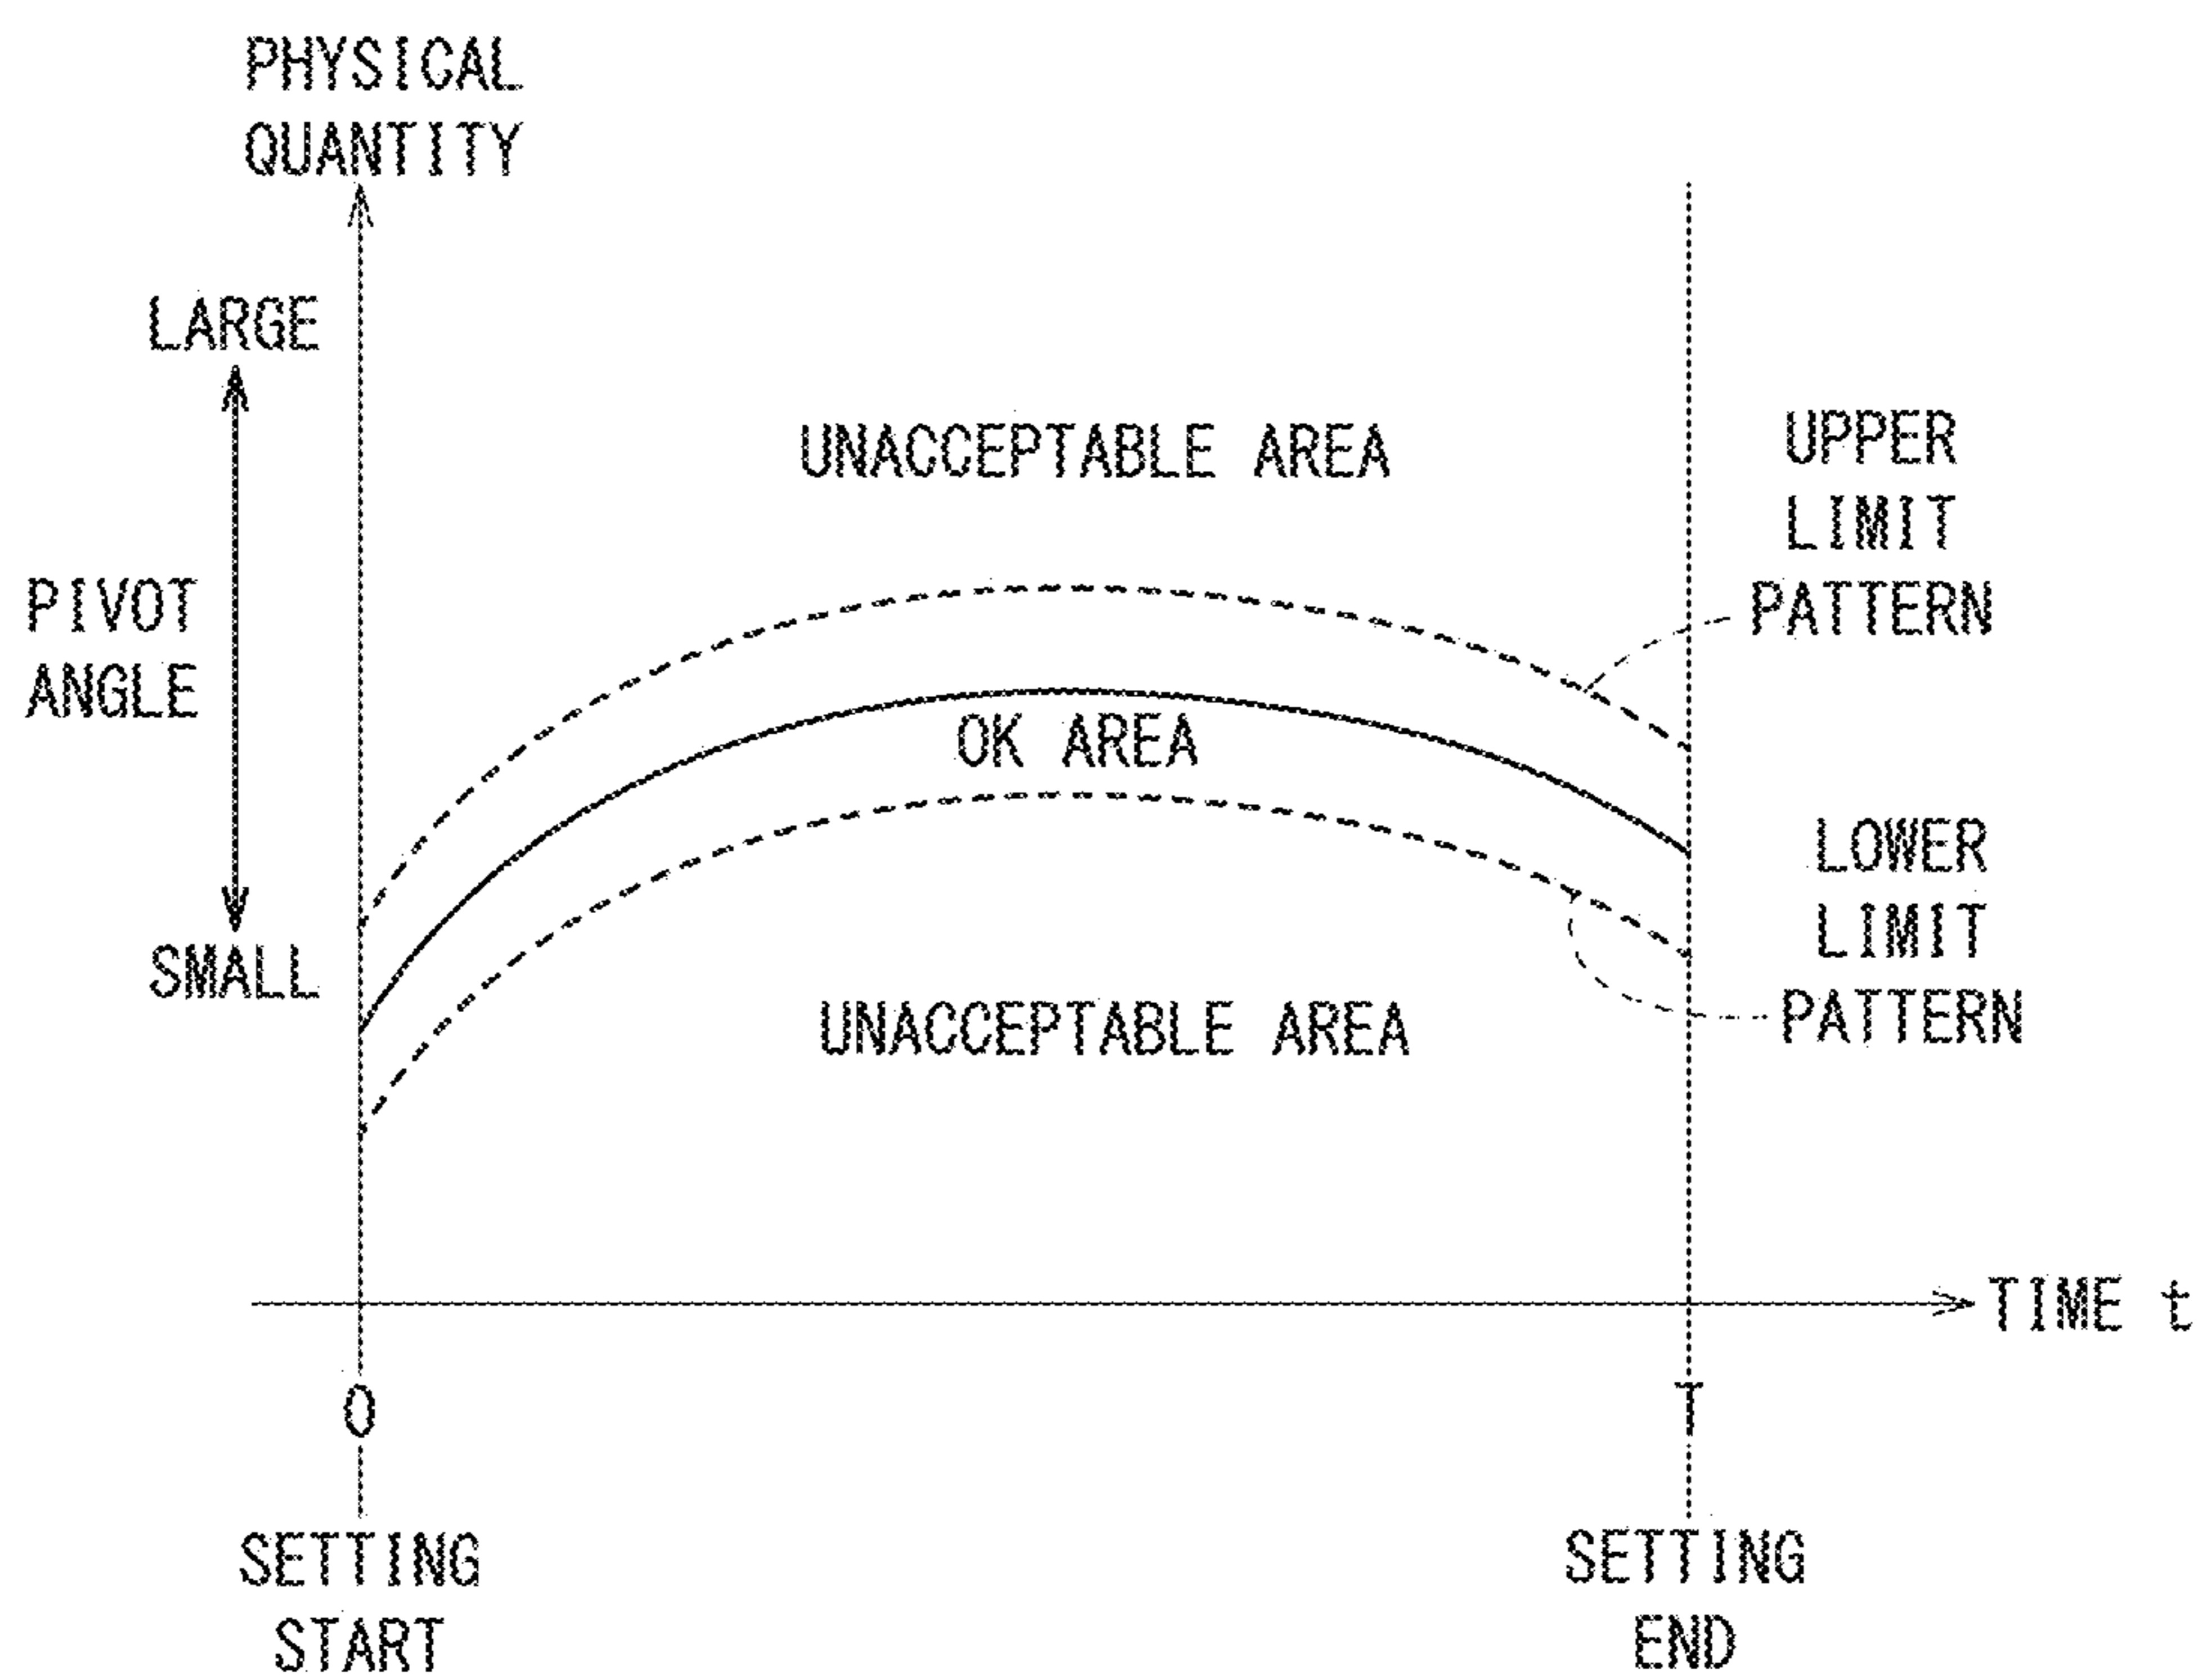 PHYSICAL
QUANTITY
LARGE
PIVOT
ANGLE
SMALL
UNACCEPTABLE AREA
OK AREA
UNACCEPTABLE AREA
UPPER
LIMIT
PATTERN
LOWER
LIMIT
PATTERN
TIME t
0
T
SETTING
START
SETTING
END